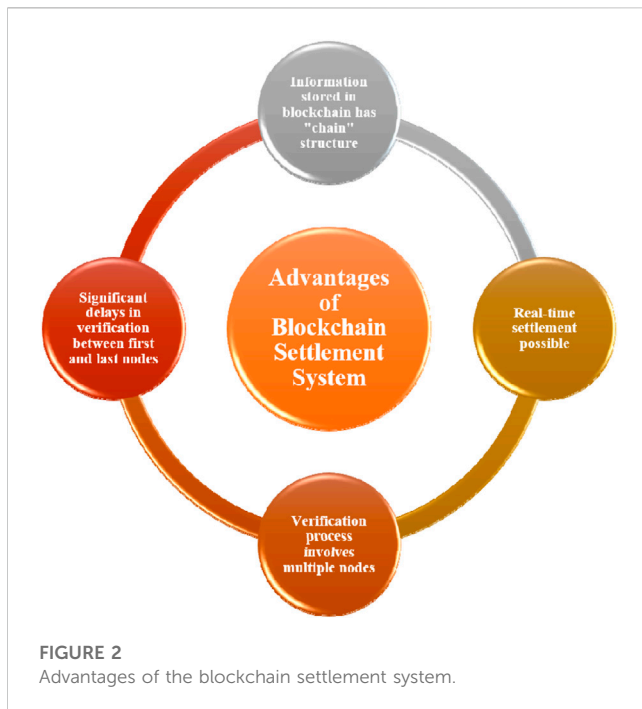 Information
stored in
blockchain has
"chain"
structure
Significant
delays in
verification
between first
and last nodes
Advantages
of
Blockchain
Settlement
System
Real-time
settlement
possible
Verification
process
involves
multiple nodes
FIGURE 2
Advantages of the blockchain settlement system.